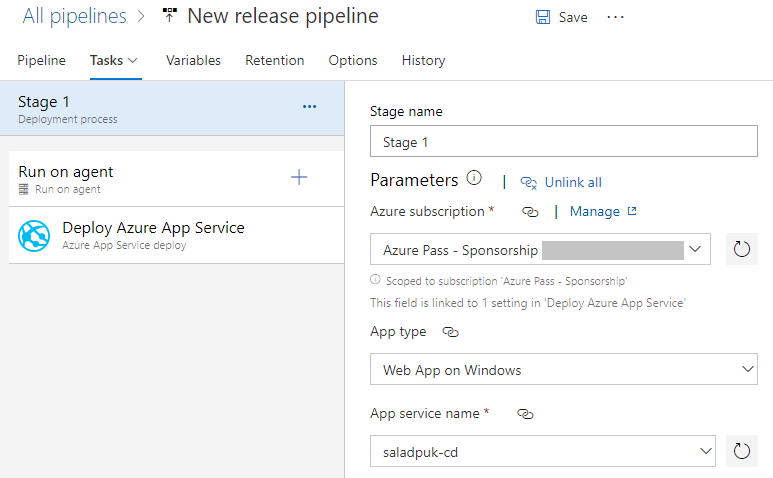 All pipelines > New release pipeline Save ...
Pipeline Tasks Variables Retention Options History
Stage 1 ...
Deployment process
Run on agent
Run on agent
Deploy Azure App Service
Azure App Service deploy
Stage name
Stage 1
Parameters | Unlink all
Azure subscription * | Manage
Azure Pass - Sponsorship
Scoped to subscription 'Azure Pass - Sponsorship'
This field is linked to 1 setting in 'Deploy Azure App Service'
App type
Web App on Windows
App service name *
saladpuk-cd